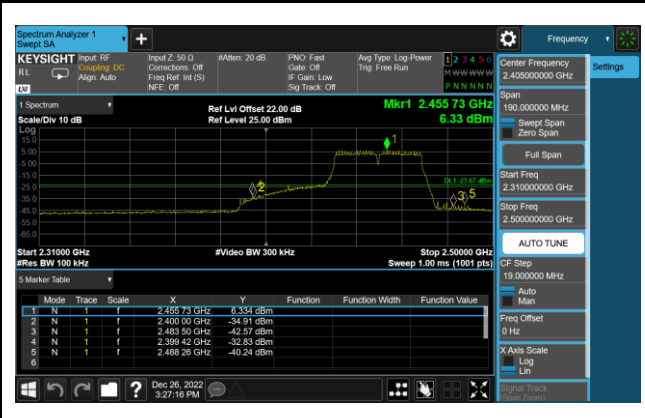 Spectrum Analyzer 1
Swept SA
+
Frequency
KEYSIGHT
RL
LXI
Input: RF
Coupling: DC
Align: Auto
Input Z: 50 Ω
Corrections: Off
Freq Ref: Int (S)
NFE: Off
#Atten: 20 dB
PNO: Fast
Gate: Off
IF Gain: Low
Sig Track: Off
Avg Type: Log-Power
Trig: Free Run
1 2 3 4 5 6
M W W W W W
P N N N N N
Center Frequency
2.405000000 GHz
Settings
Span
190.000000 MHz
Swept Span
Zero Span
Full Span
Start Freq
2.310000000 GHz
Stop Freq
2.500000000 GHz
AUTO TUNE
CF Step
19.000000 MHz
Auto
Man
Freq Offset
0 Hz
X Axis Scale
Log
Lin
Signal Track
(Span Zoom)
1 Spectrum
Scale/Div 10 dB
Ref Lvl Offset 22.00 dB
Ref Level 25.00 dBm
Mkr1 2.455 73 GHz
6.33 dBm
Log
15.0
5.00
-5.00
-15.0
-25.0
-35.0
-45.0
-55.0
-65.0
1
DL1 -23.67 dBm
2
3
5
Start 2.31000 GHz
#Res BW 100 kHz
#Video BW 300 kHz
Stop 2.50000 GHz
Sweep 1.00 ms (1001 pts)
5 Marker Table
Mode Trace Scale X Y Function Function Width Function Value
1 N 1 f 2.455 73 GHz 6.334 dBm
2 N 1 f 2.400 00 GHz -34.91 dBm
3 N 1 f 2.483 50 GHz -42.57 dBm
4 N 1 f 2.399 42 GHz -32.83 dBm
5 N 1 f 2.488 26 GHz -40.24 dBm
6
?
Dec 26, 2022
3:27:16 PM